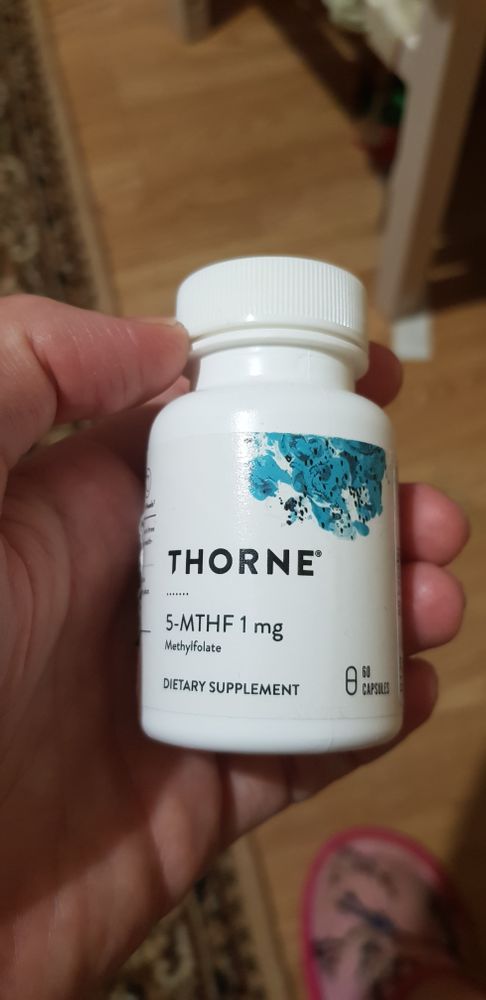 THORNE®
5-MTHF 1 mg
Methylfolate
DIETARY SUPPLEMENT
60
CAPSULES